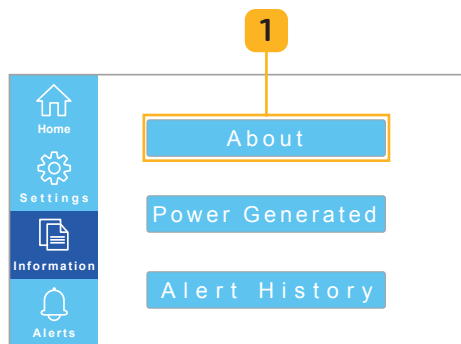 1
Home
About
Settings
Power Generated
Information
Alert History
Alerts